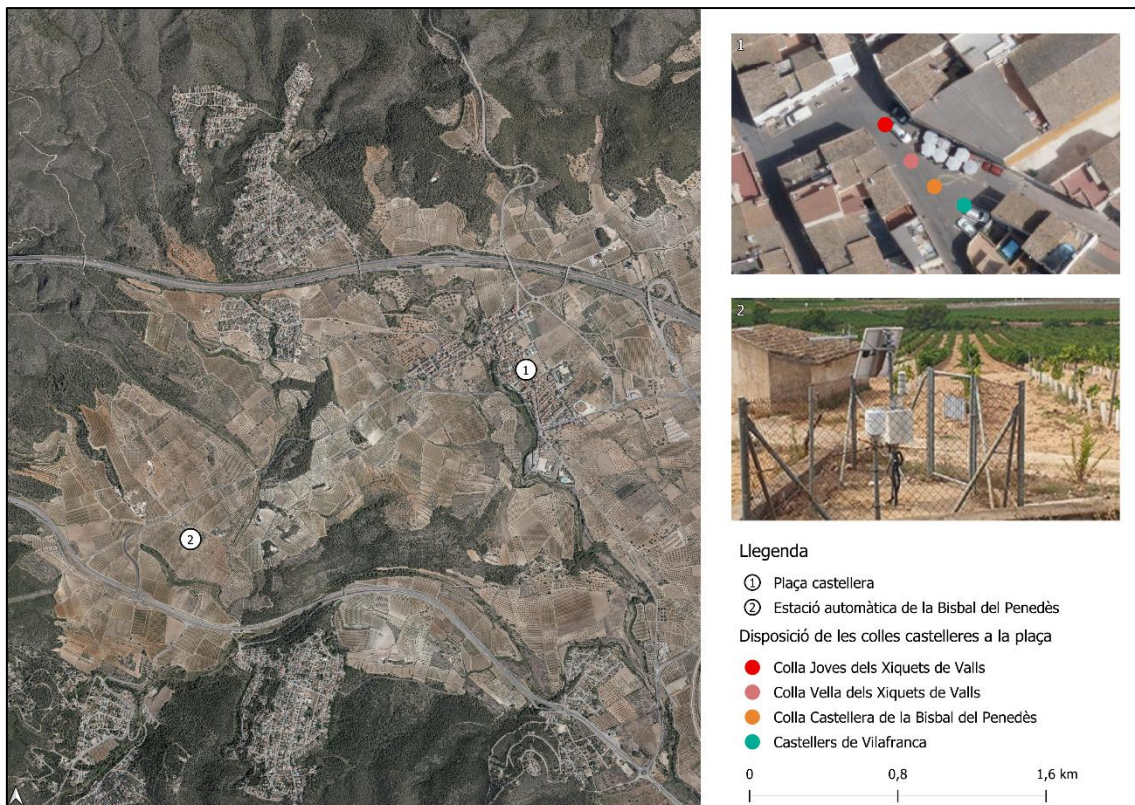 1
2
1
2
Llegenda
1 Plaça castellera
2 Estació automàtica de la Bisbal del Penedès
Disposició de les colles castelleres a la plaça
Colla Joves dels Xiquets de Valls
Colla Vella dels Xiquets de Valls
Colla Castellera de la Bisbal del Penedès
Castellers de Vilafranca
0 0,8 1,6 km